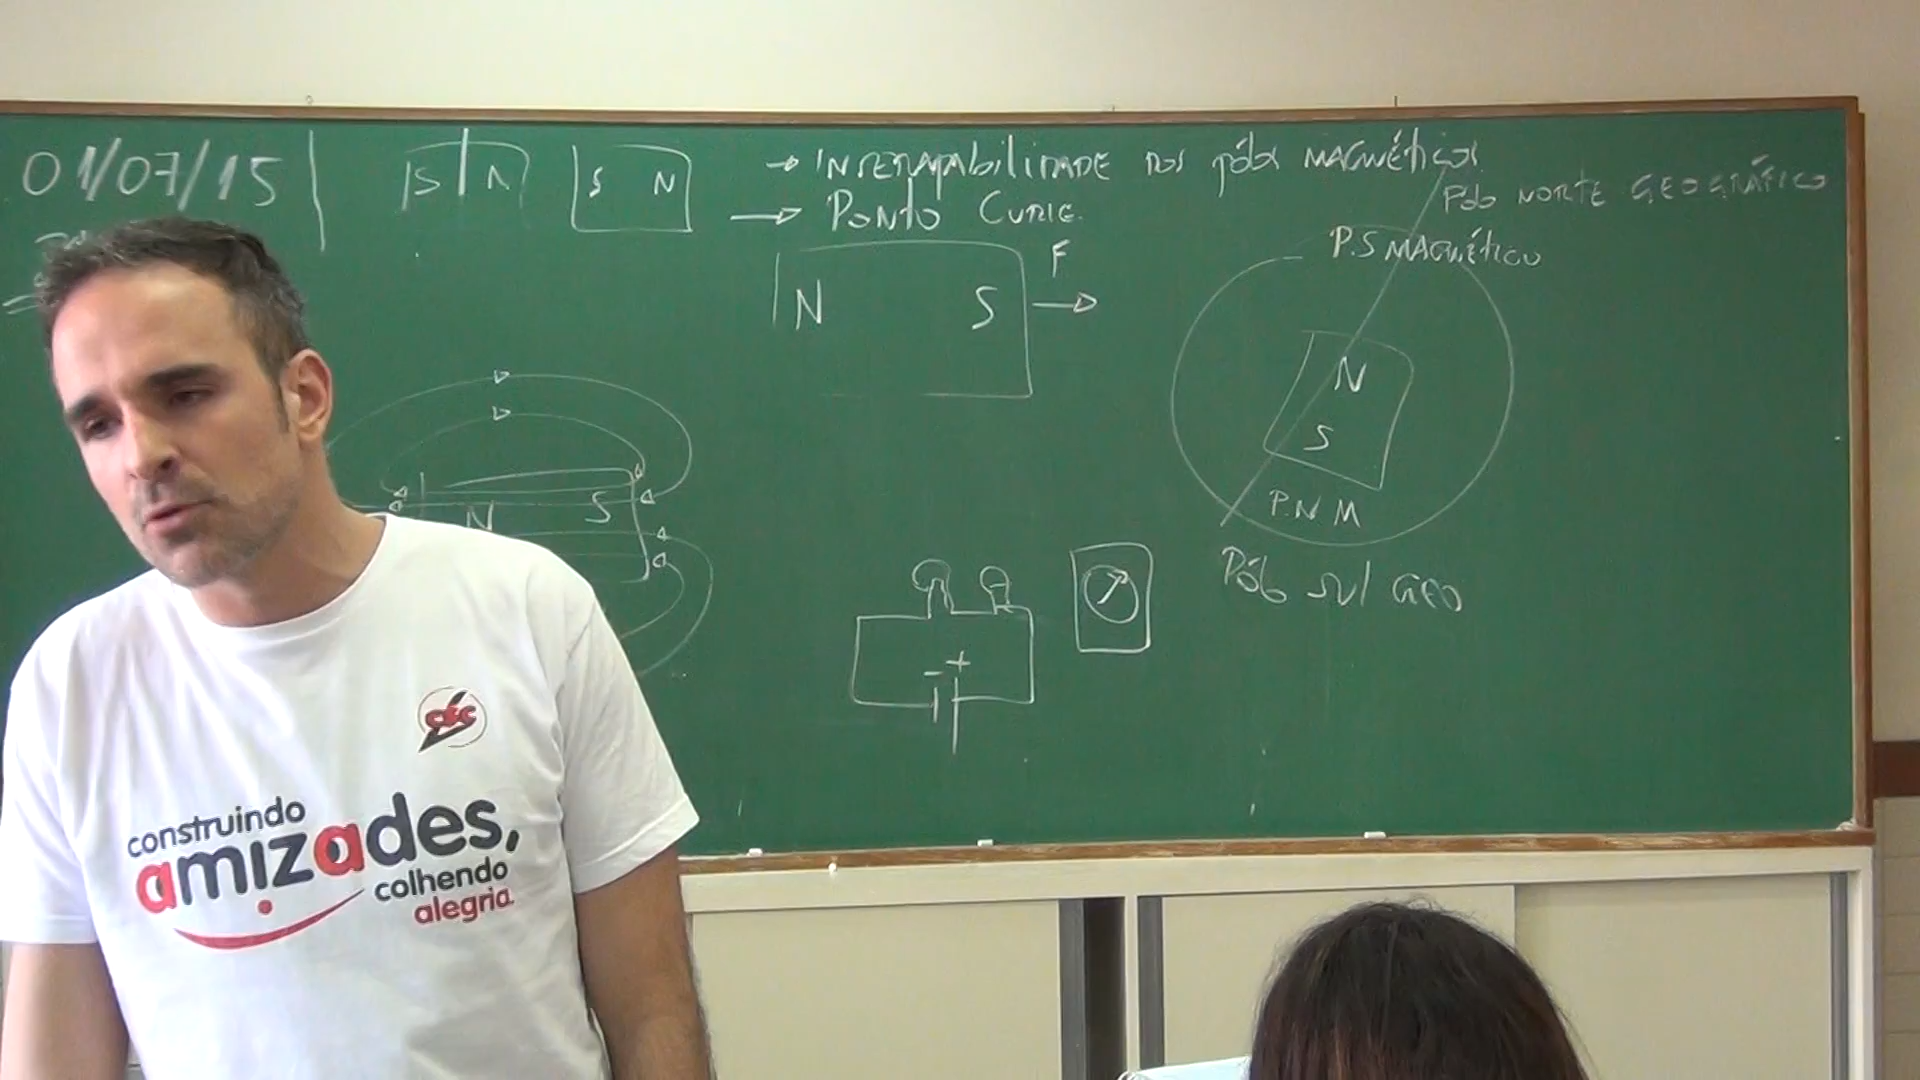 01/07/15
S N
S N
→ INSEPARABILIDADE DOS PÓLOS MAGNÉTICOS
→ PONTO CURIE.
PÓLO NORTE GEOGRÁFICO
P.S MAGNÉTICO
N S F
N
S
P.N M
N S
PÓLO SUL GEO
- +
CEC
construindo
amizades,
colhendo
alegria.